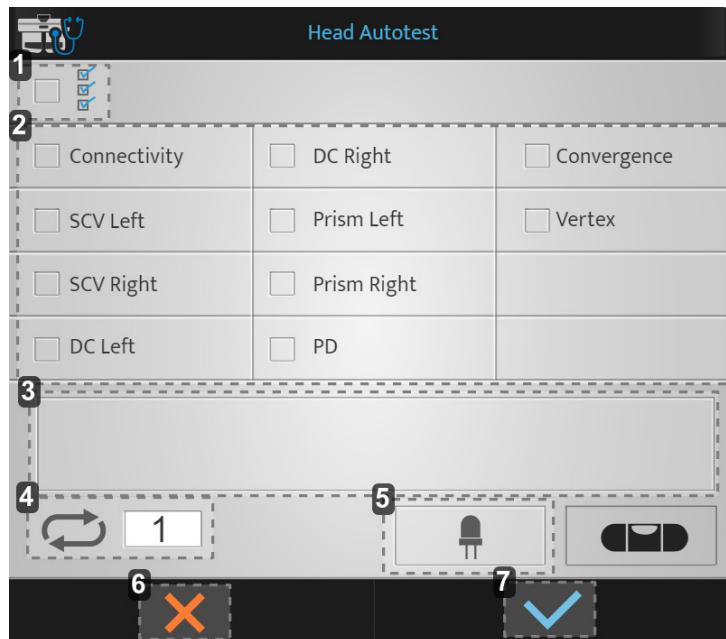 Head Autotest
1
2
Connectivity DC Right Convergence
SCV Left Prism Left Vertex
SCV Right Prism Right
DC Left PD
3
4 5
1
6 7